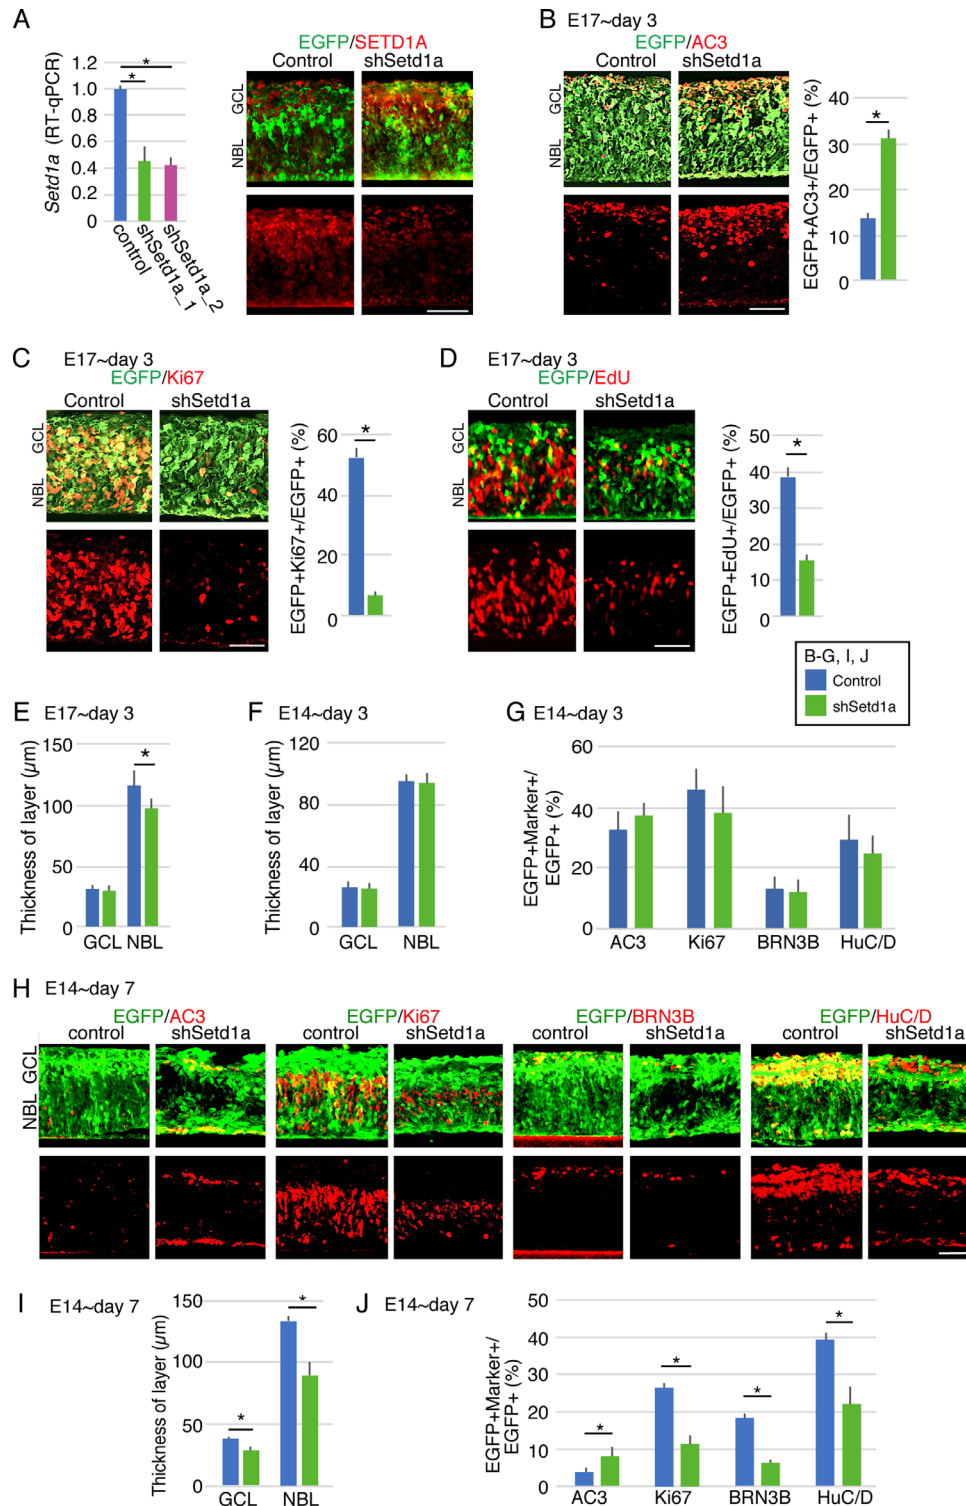 A
EGFP/SETD1A
Control shSetd1a
Setd1a (RT-qPCR)
1.2
1.0
0.8
0.6
0.4
0.2
0
* *
control
shSetd1a_1
shSetd1a_2
GCL
NBL
B E17~day 3
EGFP/AC3
Control shSetd1a
GCL
NBL
EGFP+AC3+/EGFP+ (%)
40
30
20
10
0
*
C E17~day 3
EGFP/Ki67
Control shSetd1a
GCL
NBL
EGFP+Ki67+/EGFP+ (%)
60
40
20
0
*
D E17~day 3
EGFP/EdU
Control shSetd1a
GCL
NBL
EGFP+EdU+/EGFP+ (%)
50
40
30
20
10
0
*
B-G, I, J
Control
shSetd1a
E E17~day 3
Thickness of layer (µm)
150
100
50
0
*
GCL NBL
F E14~day 3
Thickness of layer (µm)
120
80
40
0
GCL NBL
G E14~day 3
EGFP+Marker+/
EGFP+ (%)
60
40
20
0
AC3 Ki67 BRN3B HuC/D
H E14~day 7
EGFP/AC3 EGFP/Ki67 EGFP/BRN3B EGFP/HuC/D
control shSetd1a control shSetd1a control shSetd1a control shSetd1a
GCL
NBL
I E14~day 7
Thickness of layer (µm)
150
100
50
0
* *
GCL NBL
J E14~day 7
EGFP+Marker+/
EGFP+ (%)
50
40
30
20
10
0
* * * *
AC3 Ki67 BRN3B HuC/D